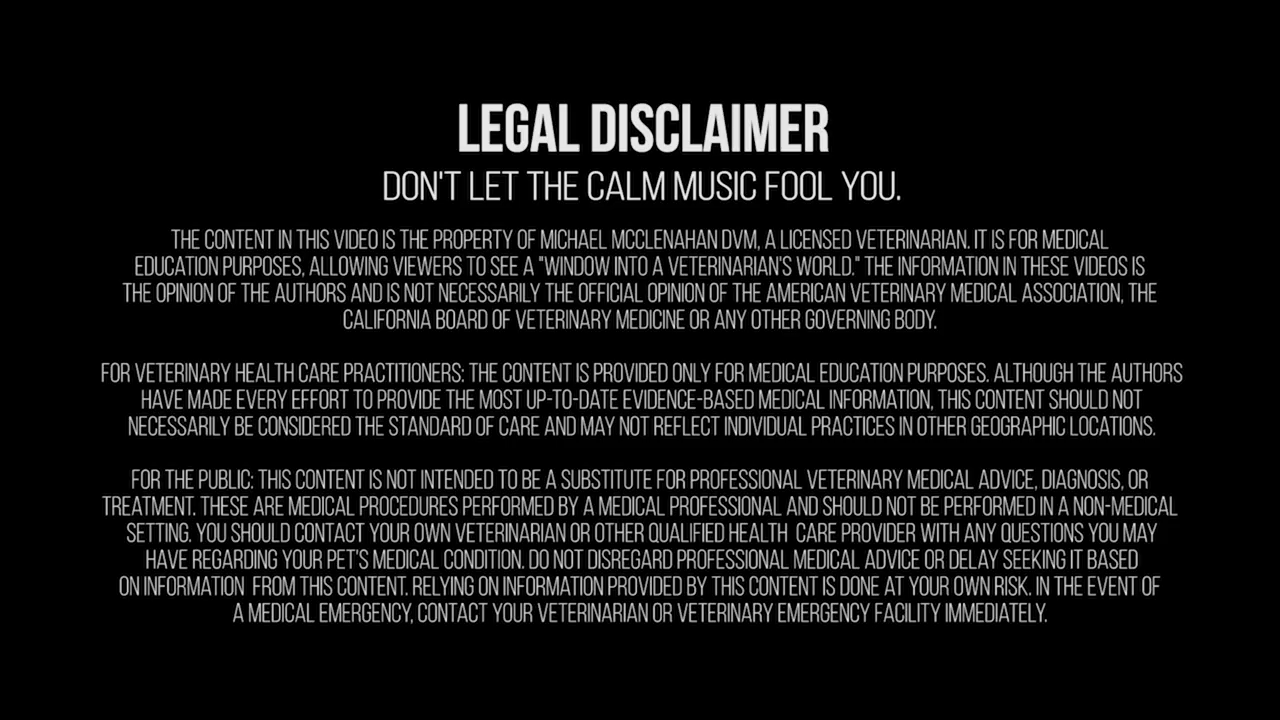 LEGAL DISCLAIMER
DON'T LET THE CALM MUSIC FOOL YOU.
THE CONTENT IN THIS VIDEO IS THE PROPERTY OF MICHAEL MCCLENAHAN DVM, A LICENSED VETERINARIAN. IT IS FOR MEDICAL
EDUCATION PURPOSES, ALLOWING VIEWERS TO SEE A "WINDOW INTO A VETERINARIAN'S WORLD." THE INFORMATION IN THESE VIDEOS IS
THE OPINION OF THE AUTHORS AND IS NOT NECESSARILY THE OFFICIAL OPINION OF THE AMERICAN VETERINARY MEDICAL ASSOCIATION, THE
CALIFORNIA BOARD OF VETERINARY MEDICINE OR ANY OTHER GOVERNING BODY.
FOR VETERINARY HEALTH CARE PRACTITIONERS: THE CONTENT IS PROVIDED ONLY FOR MEDICAL EDUCATION PURPOSES. ALTHOUGH THE AUTHORS
HAVE MADE EVERY EFFORT TO PROVIDE THE MOST UP-TO-DATE EVIDENCE-BASED MEDICAL INFORMATION, THIS CONTENT SHOULD NOT
NECESSARILY BE CONSIDERED THE STANDARD OF CARE AND MAY NOT REFLECT INDIVIDUAL PRACTICES IN OTHER GEOGRAPHIC LOCATIONS.
FOR THE PUBLIC: THIS CONTENT IS NOT INTENDED TO BE A SUBSTITUTE FOR PROFESSIONAL VETERINARY MEDICAL ADVICE, DIAGNOSIS, OR
TREATMENT. THESE ARE MEDICAL PROCEDURES PERFORMED BY A MEDICAL PROFESSIONAL AND SHOULD NOT BE PERFORMED IN A NON-MEDICAL
SETTING. YOU SHOULD CONTACT YOUR OWN VETERINARIAN OR OTHER QUALIFIED HEALTH CARE PROVIDER WITH ANY QUESTIONS YOU MAY
HAVE REGARDING YOUR PET'S MEDICAL CONDITION. DO NOT DISREGARD PROFESSIONAL MEDICAL ADVICE OR DELAY SEEKING IT BASED
ON INFORMATION FROM THIS CONTENT. RELYING ON INFORMATION PROVIDED BY THIS CONTENT IS DONE AT YOUR OWN RISK. IN THE EVENT OF
A MEDICAL EMERGENCY, CONTACT YOUR VETERINARIAN OR VETERINARY EMERGENCY FACILITY IMMEDIATELY.